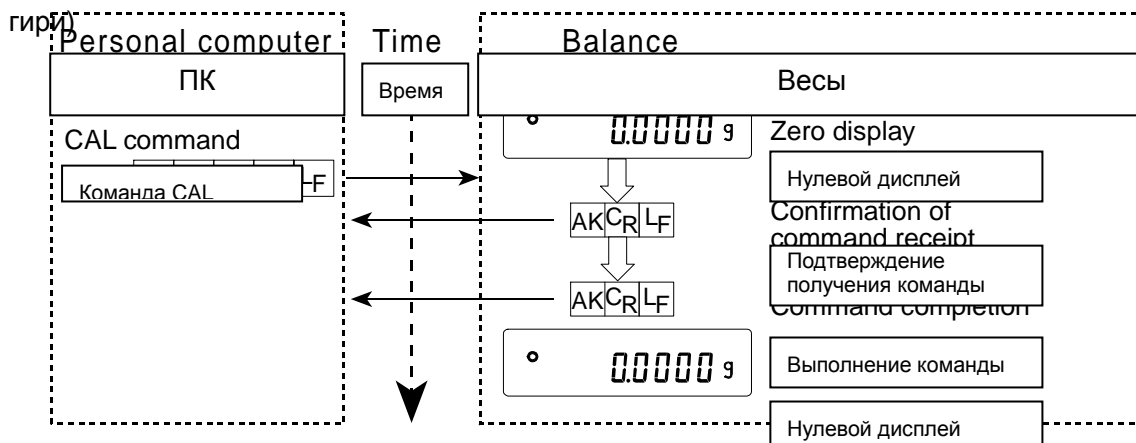 гири)
Personal computer Time Balance
ПК Время Весы
CAL command
0.0000 g Zero display
Команда CAL LF
Нулевой дисплей
AK CR LF Confirmation of
command receipt
Подтверждение
получения команды
AK CR LF
Command completion
0.0000 g
Выполнение команды
Нулевой дисплей